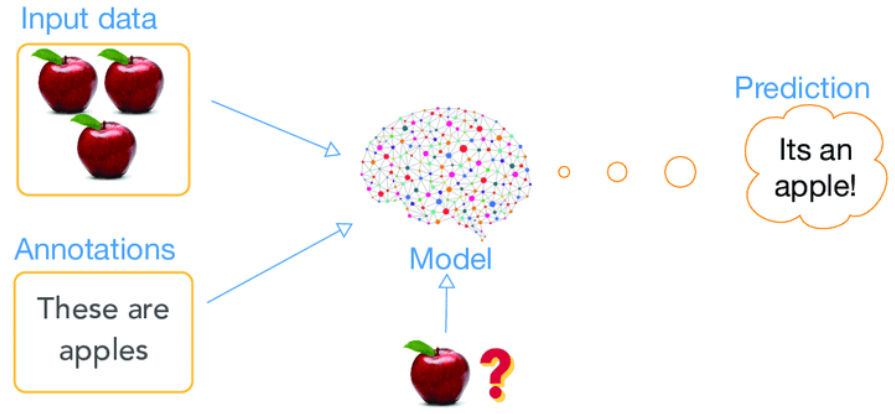 Input data
Prediction
Its an
apple!
Annotations
These are
apples
Model
?